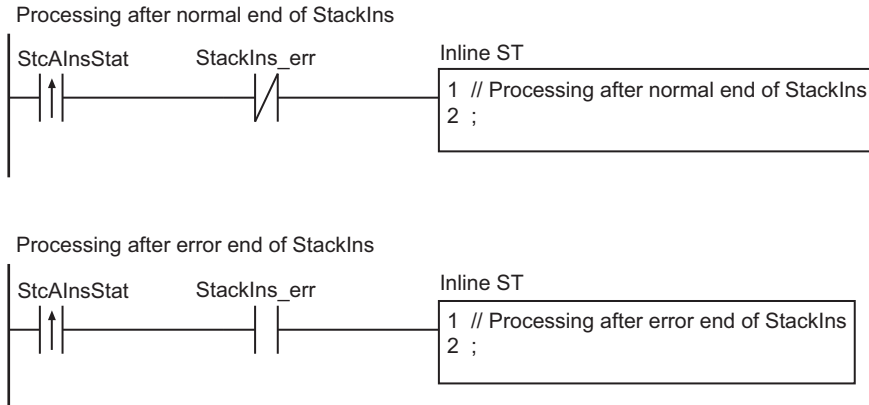 Processing after normal end of StackIns
StcAInsStat StackIns_err Inline ST
1 // Processing after normal end of StackIns
2 ;
Processing after error end of StackIns
StcAInsStat StackIns_err Inline ST
1 // Processing after error end of StackIns
2 ;